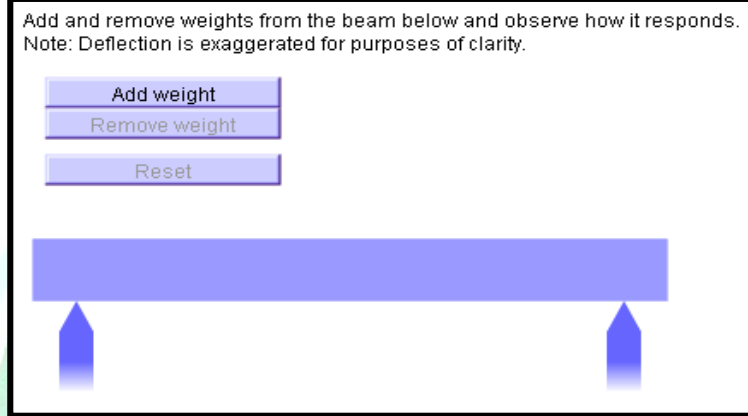 Add and remove weights from the beam below and observe how it responds.
Note: Deflection is exaggerated for purposes of clarity.
Add weight
Remove weight
Reset